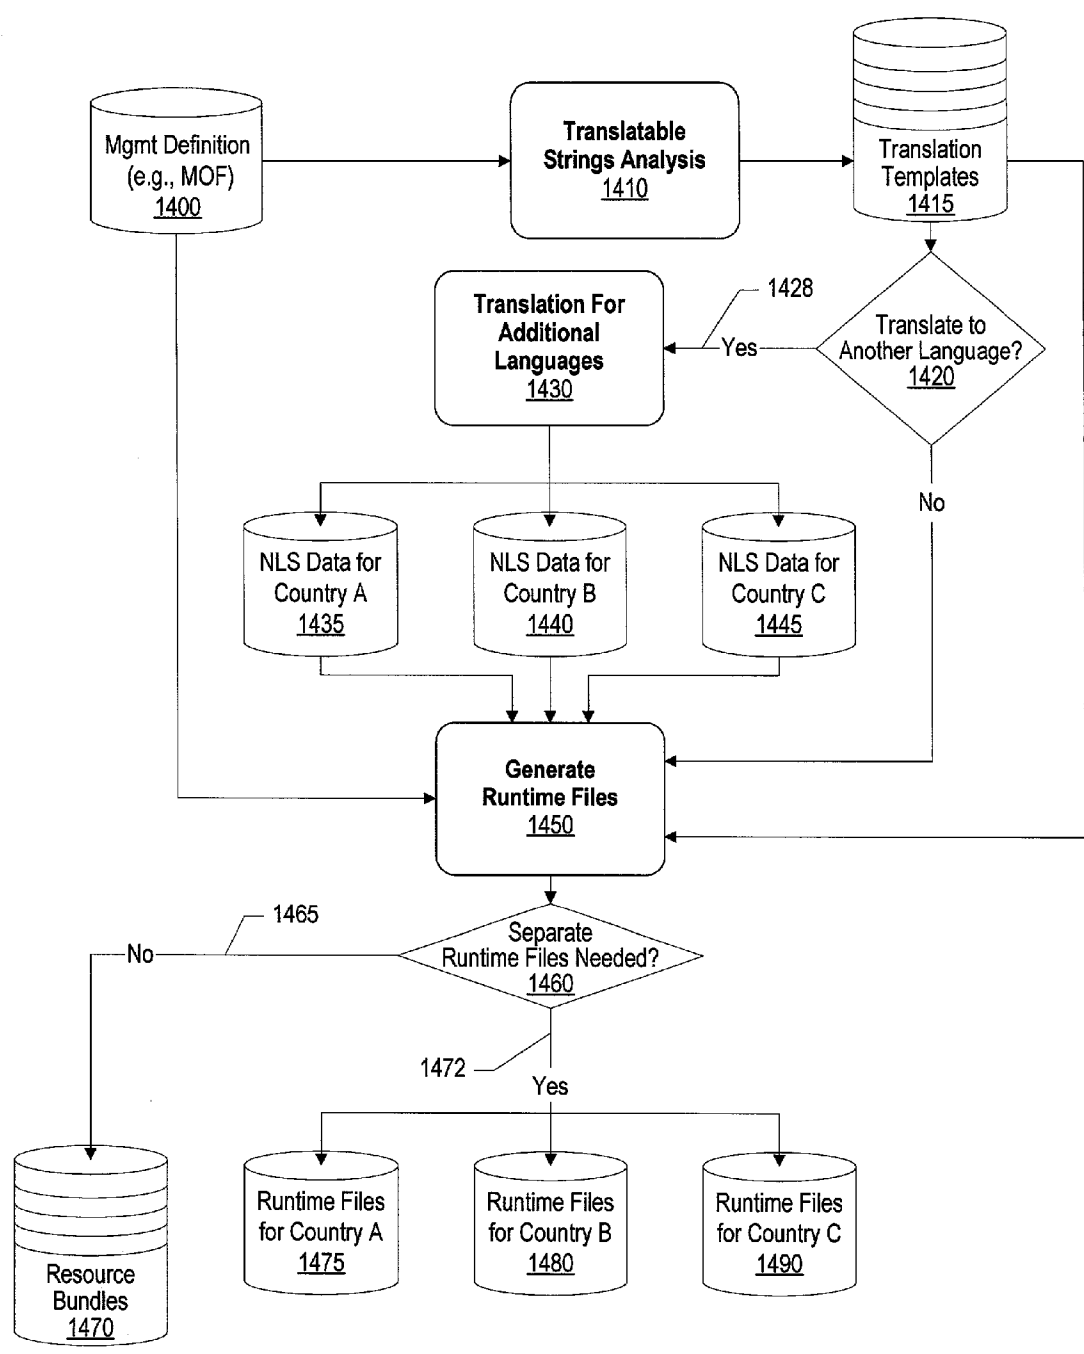 Mgmt Definition
(e.g., MOF)
1400
Translatable
Strings Analysis
1410
Translation
Templates
1415
1428
Translation For
Additional
Languages
1430
Yes
Translate to
Another Language?
1420
No
NLS Data for
Country A
1435
NLS Data for
Country B
1440
NLS Data for
Country C
1445
Generate
Runtime Files
1450
1465
No
Separate
Runtime Files Needed?
1460
1472
Yes
Resource
Bundles
1470
Runtime Files
for Country A
1475
Runtime Files
for Country B
1480
Runtime Files
for Country C
1490